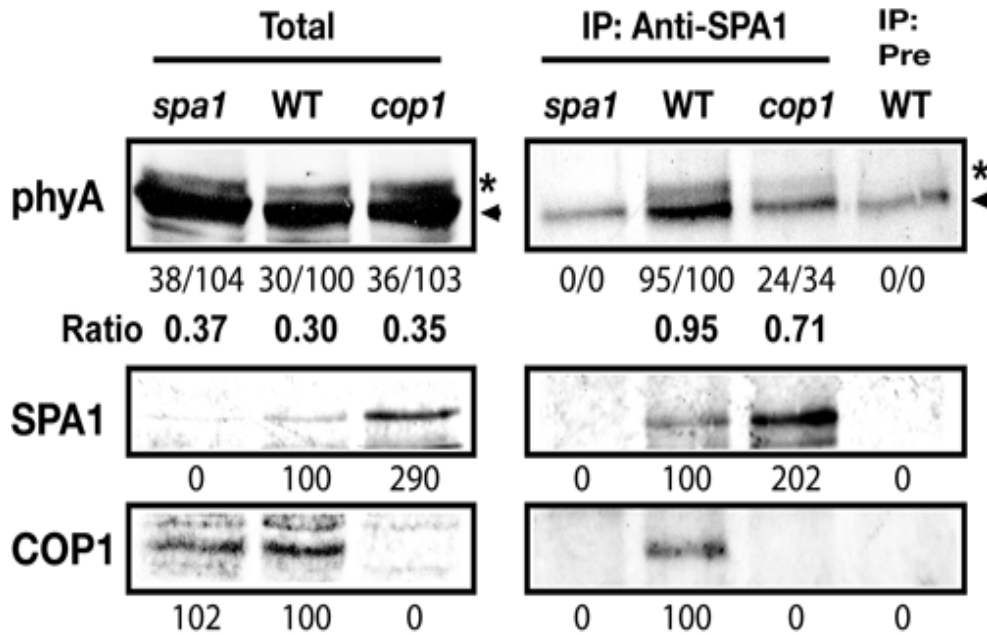 Total IP: Anti-SPA1 IP: Pre
spa1 WT cop1 spa1 WT cop1 WT
phyA * *
38/104 30/100 36/103 0/0 95/100 24/34 0/0
Ratio 0.37 0.30 0.35 0.95 0.71
SPA1
0 100 290 0 100 202 0
COP1
102 100 0 0 100 0 0